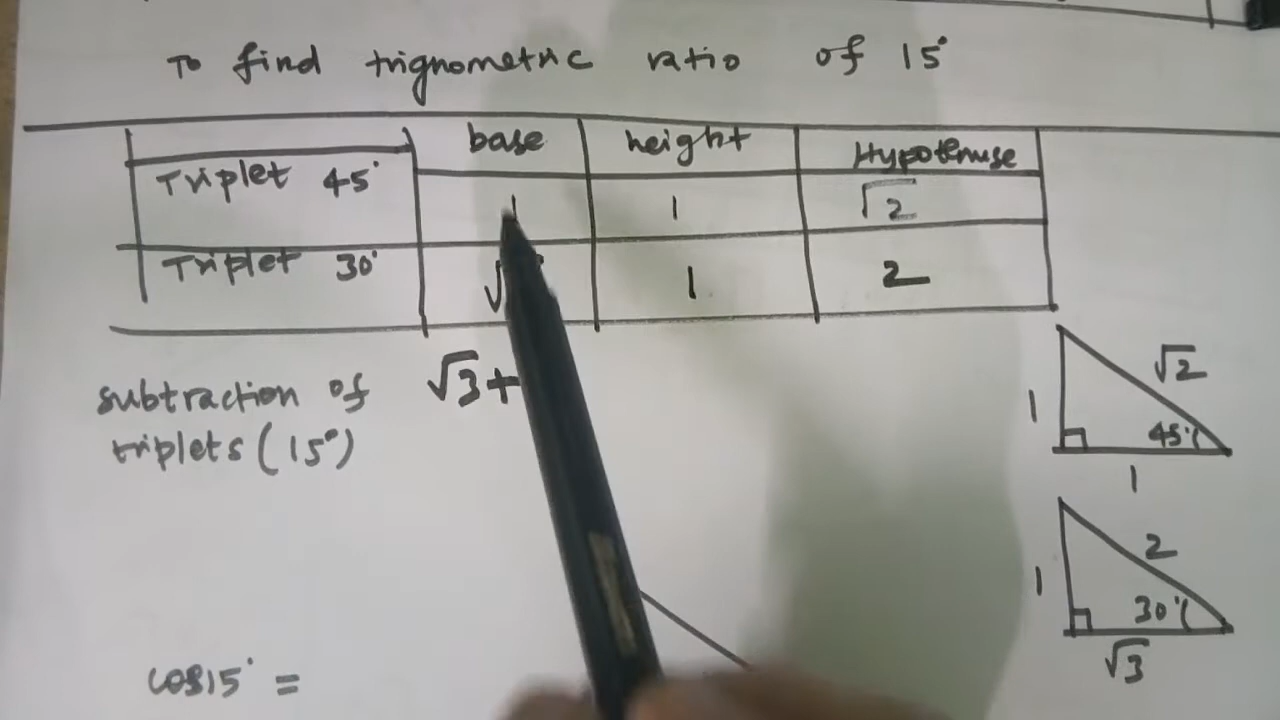 To find trignometric ratio of 15°
base height Hypotenuse
Triplet 45° 1 1 √2
Triplet 30° 1 2
subtraction of √3+
triplets (15°)
√2
1 45°
1
2
1 30°
√3
cos15° =